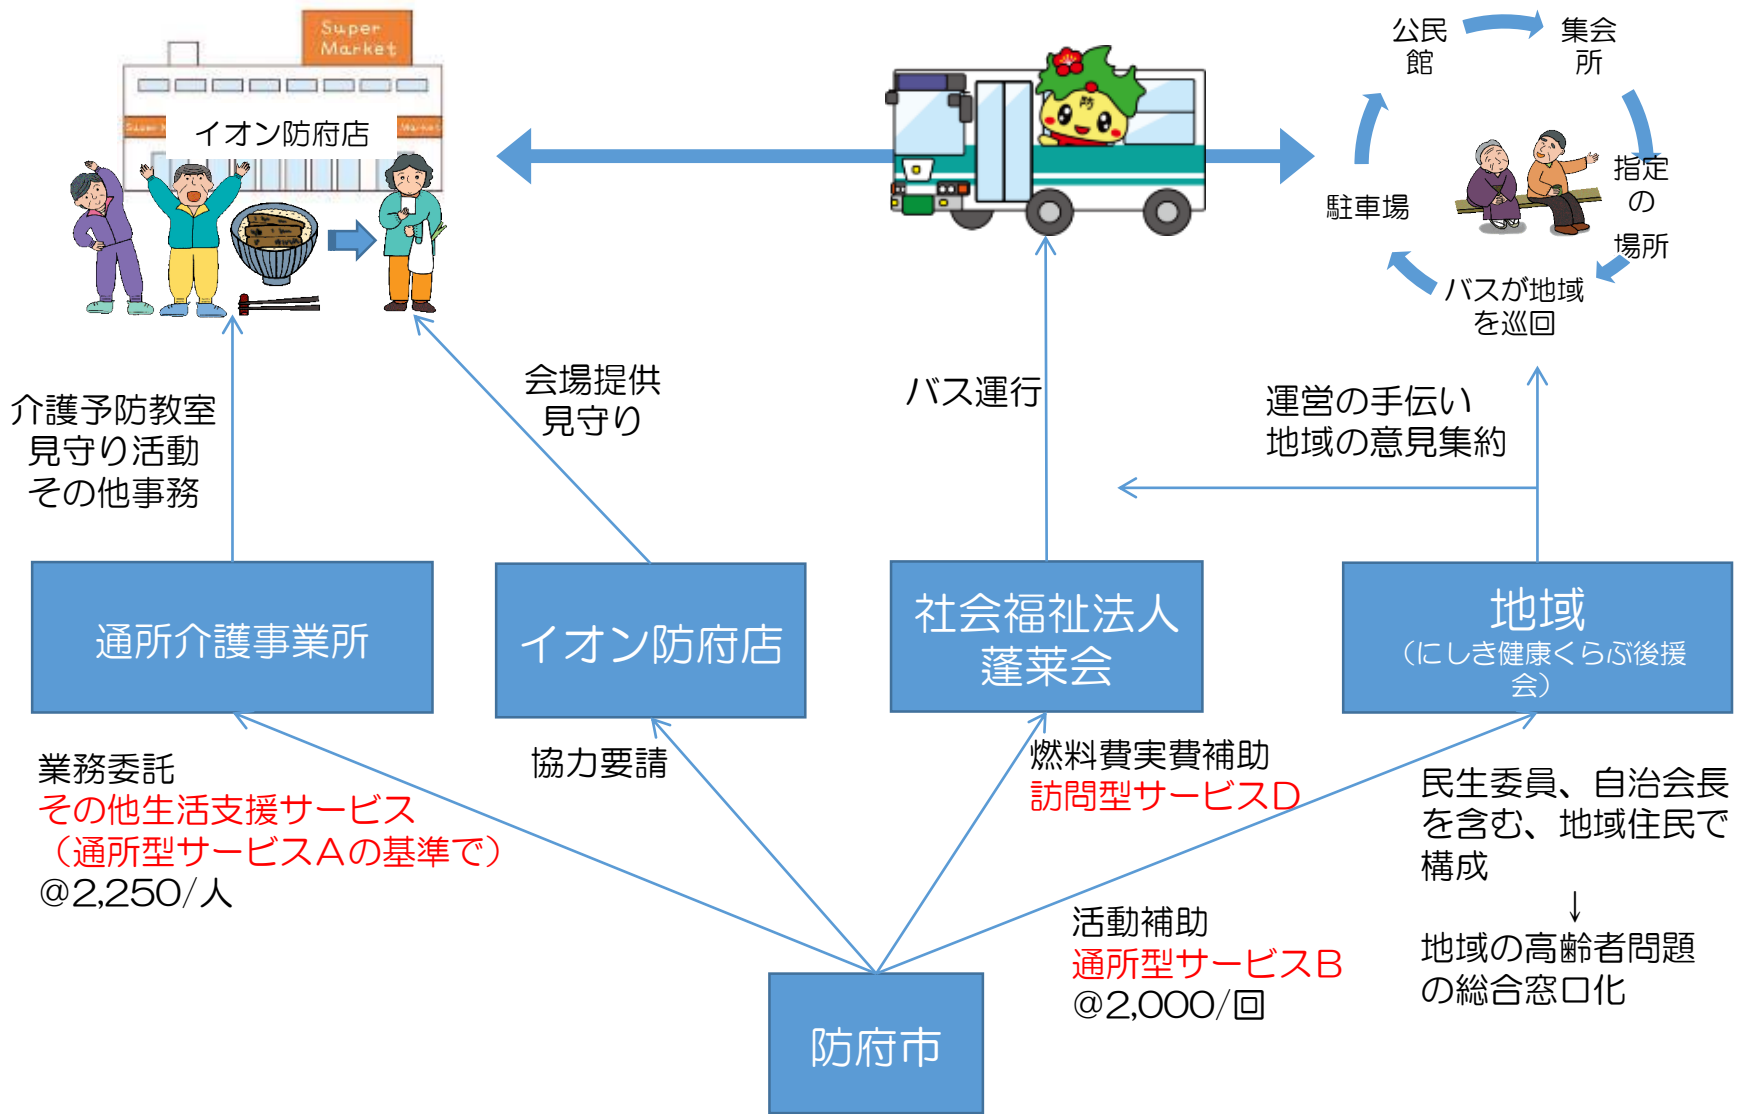 Super
Market
Market
イオン防府店
防
公民
館
集会
所
指定
の
場所
駐車場
バスが地域
を巡回
介護予防教室
見守り活動
その他事務
会場提供
見守り
バス運行
運営の手伝い
地域の意見集約
通所介護事業所
イオン防府店
社会福祉法人
蓬莱会
地域
（にしき健康くらぶ後援
会）
業務委託
その他生活支援サービス
（通所型サービスAの基準で）
@2,250/人
協力要請
燃料費実費補助
訪問型サービスD
活動補助
通所型サービスB
@2,000/回
民生委員、自治会長
を含む、地域住民で
構成
↓
地域の高齢者問題
の総合窓口化
防府市